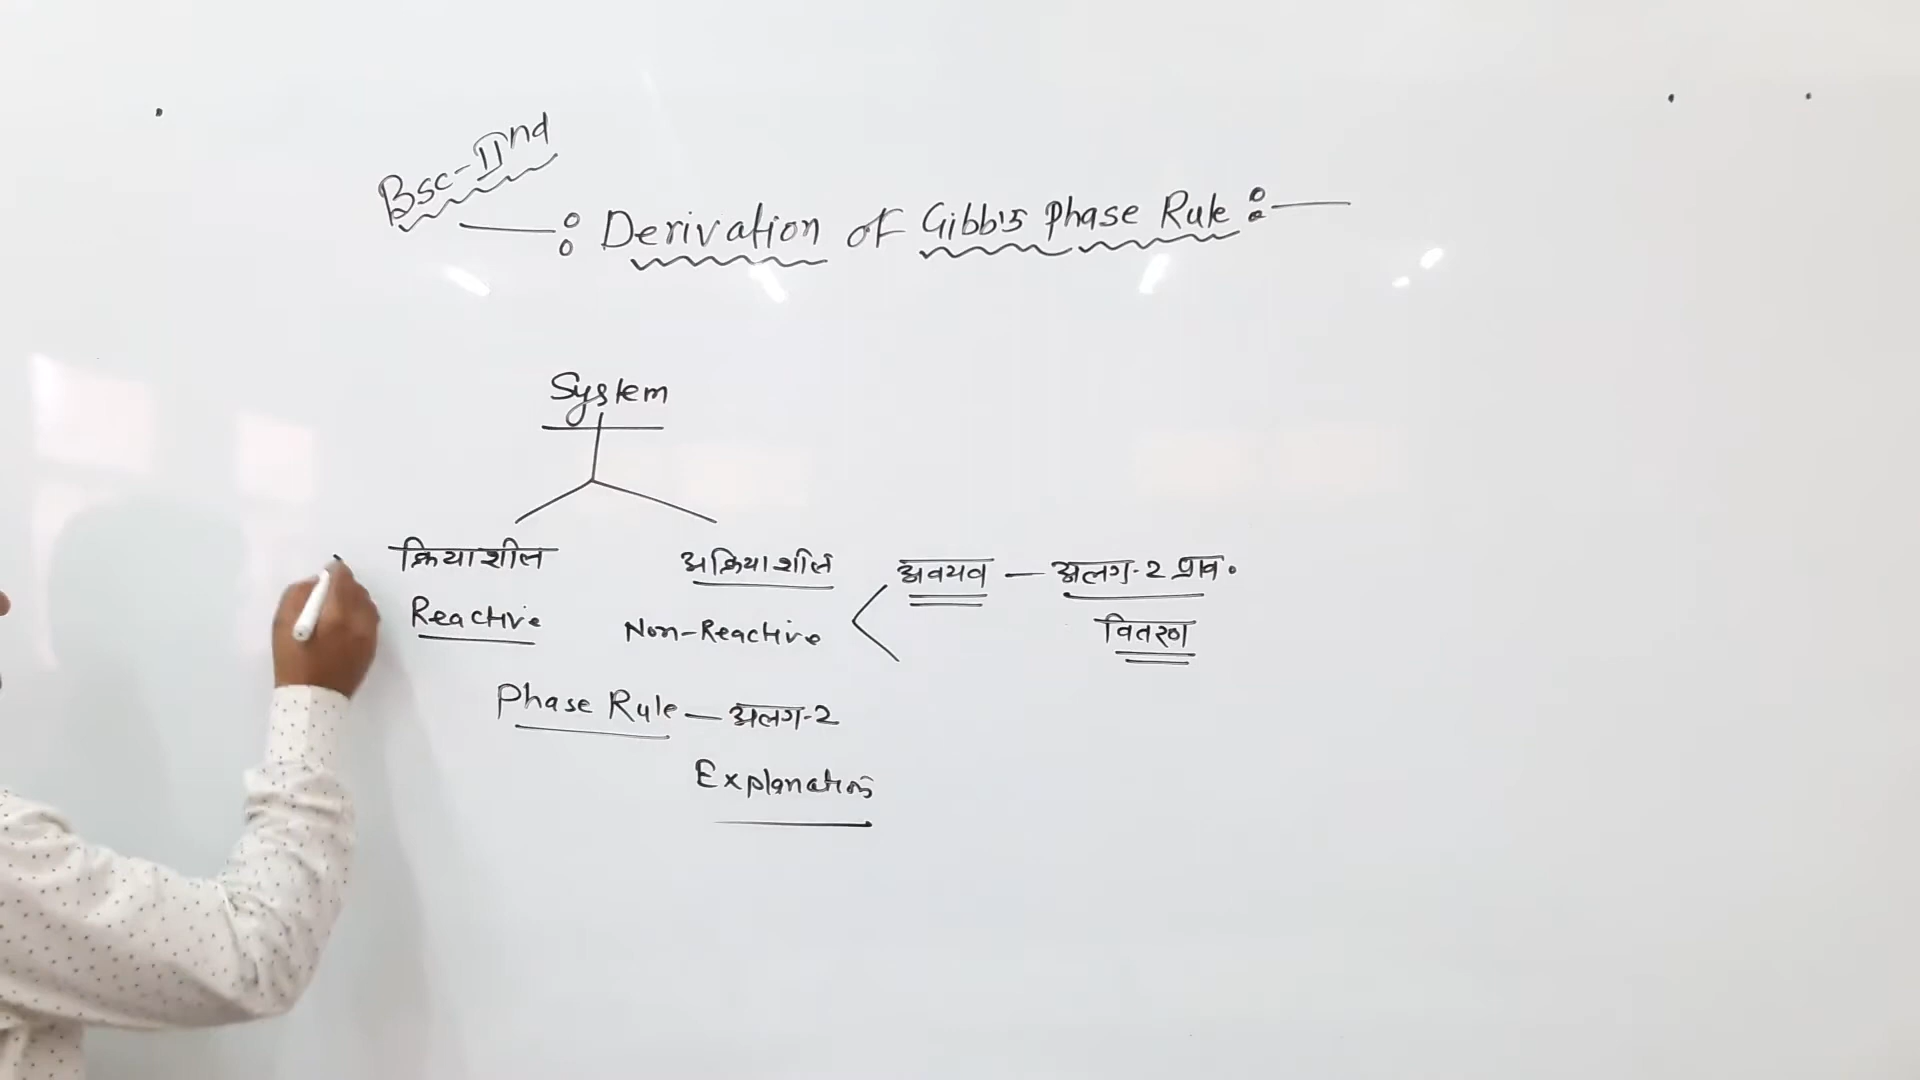 Bsc-IInd
Derivation of Gibb's Phase Rule
System
क्रियाशील
Reactive
अक्रियाशील
Non-Reactive
अवयव — अलग-2 प्राव.
वितरण
Phase Rule — अलग-2
Explanation